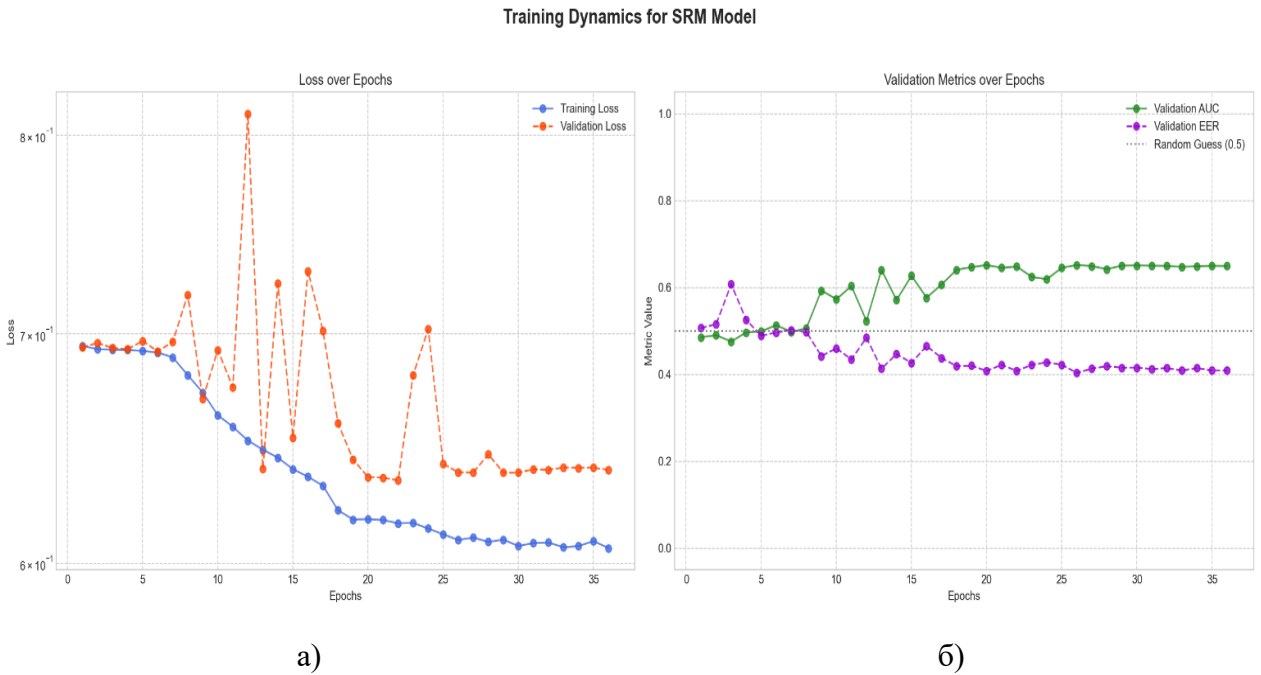 Training Dynamics for SRM Model
Loss over Epochs
Training Loss
Validation Loss
8 × 10⁻¹
7 × 10⁻¹
6 × 10⁻¹
Loss
0 5 10 15 20 25 30 35
Epochs
а)
Validation Metrics over Epochs
Validation AUC
Validation EER
Random Guess (0.5)
1.0
0.8
0.6
0.4
0.2
0.0
Metric Value
0 5 10 15 20 25 30 35
Epochs
б)